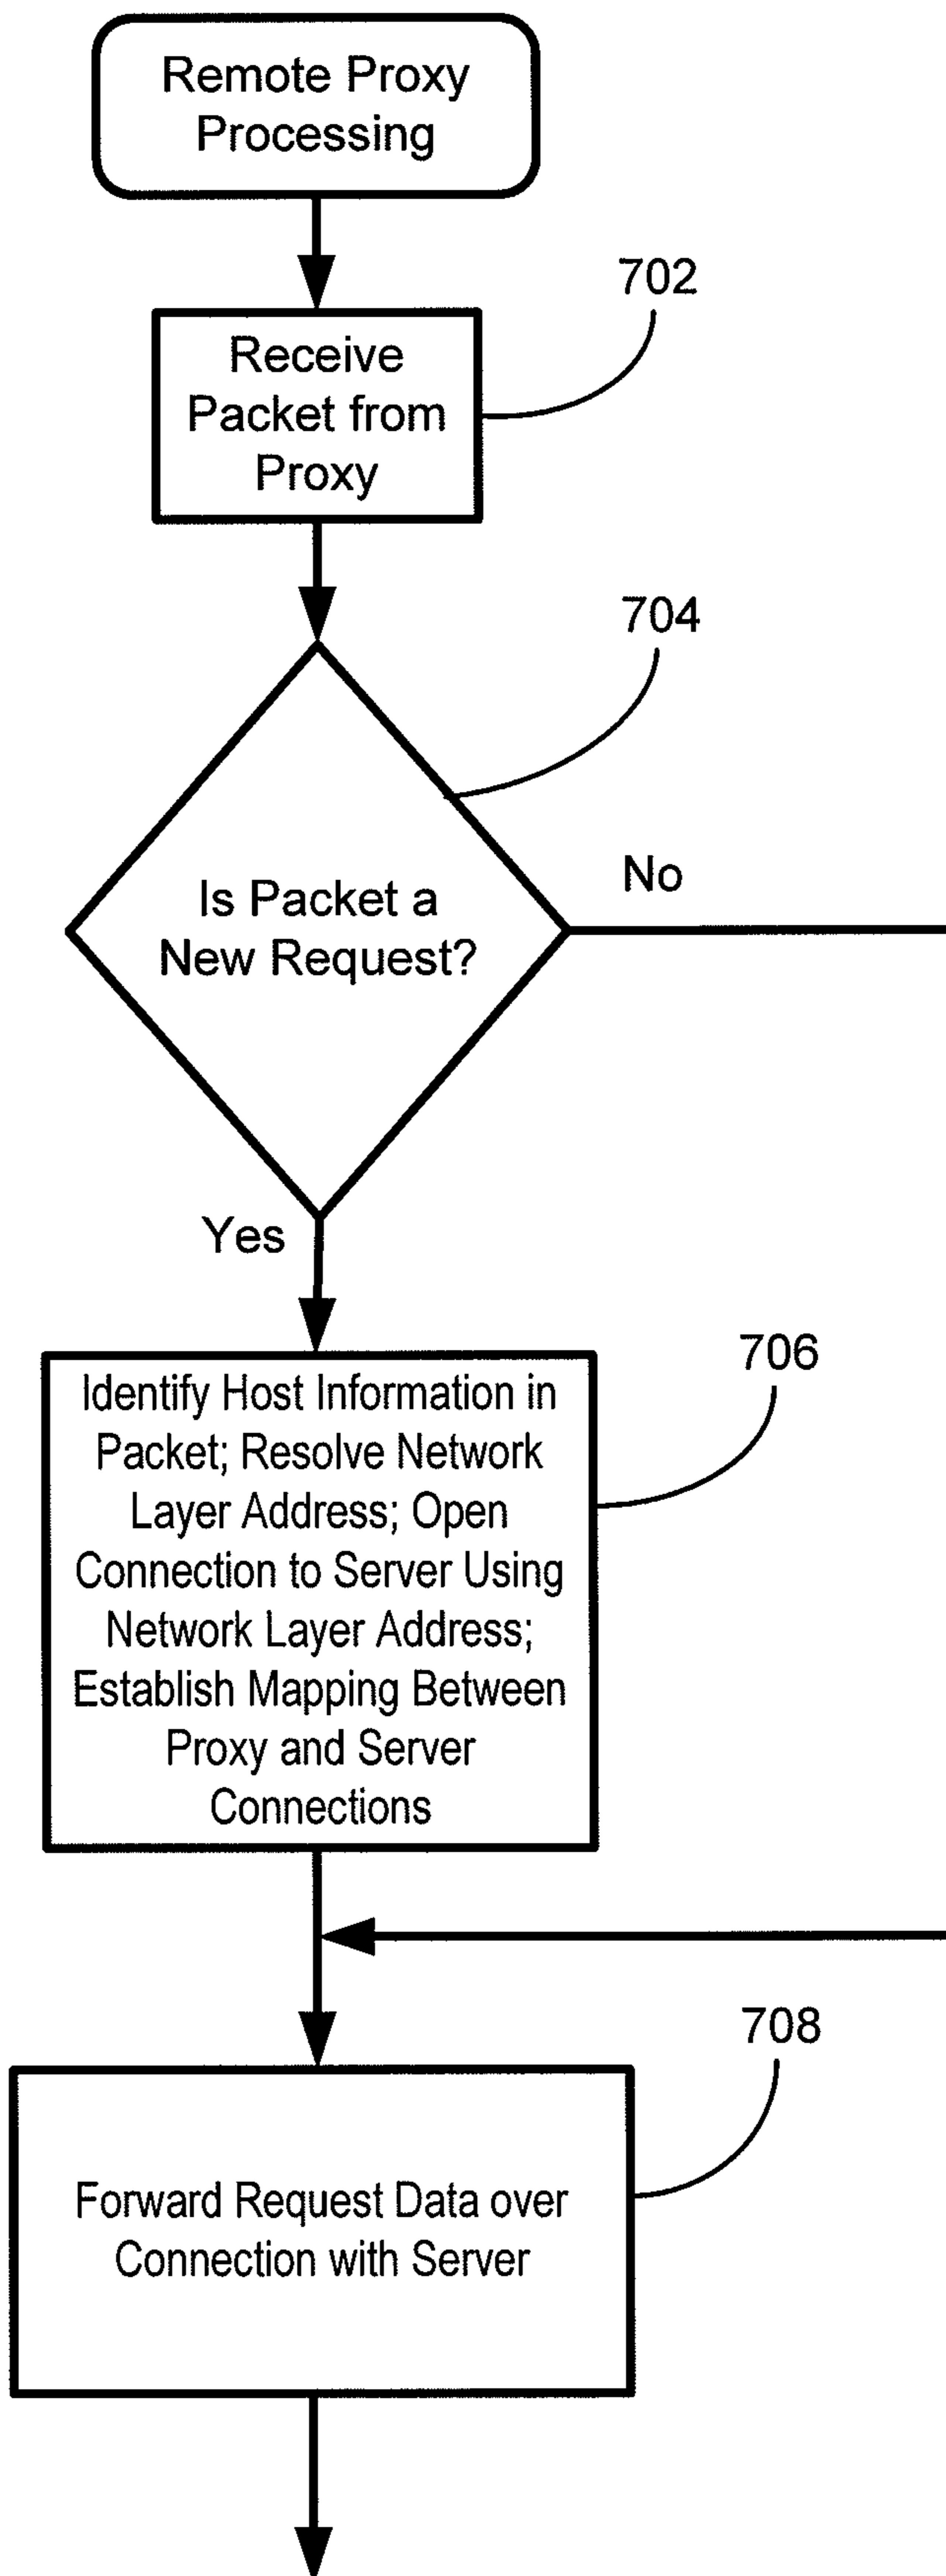 Remote Proxy
Processing
702
Receive
Packet from
Proxy
704
No
Is Packet a
New Request?
Yes
706
Identify Host Information in
Packet; Resolve Network
Layer Address; Open
Connection to Server Using
Network Layer Address;
Establish Mapping Between
Proxy and Server
Connections
708
Forward Request Data over
Connection with Server